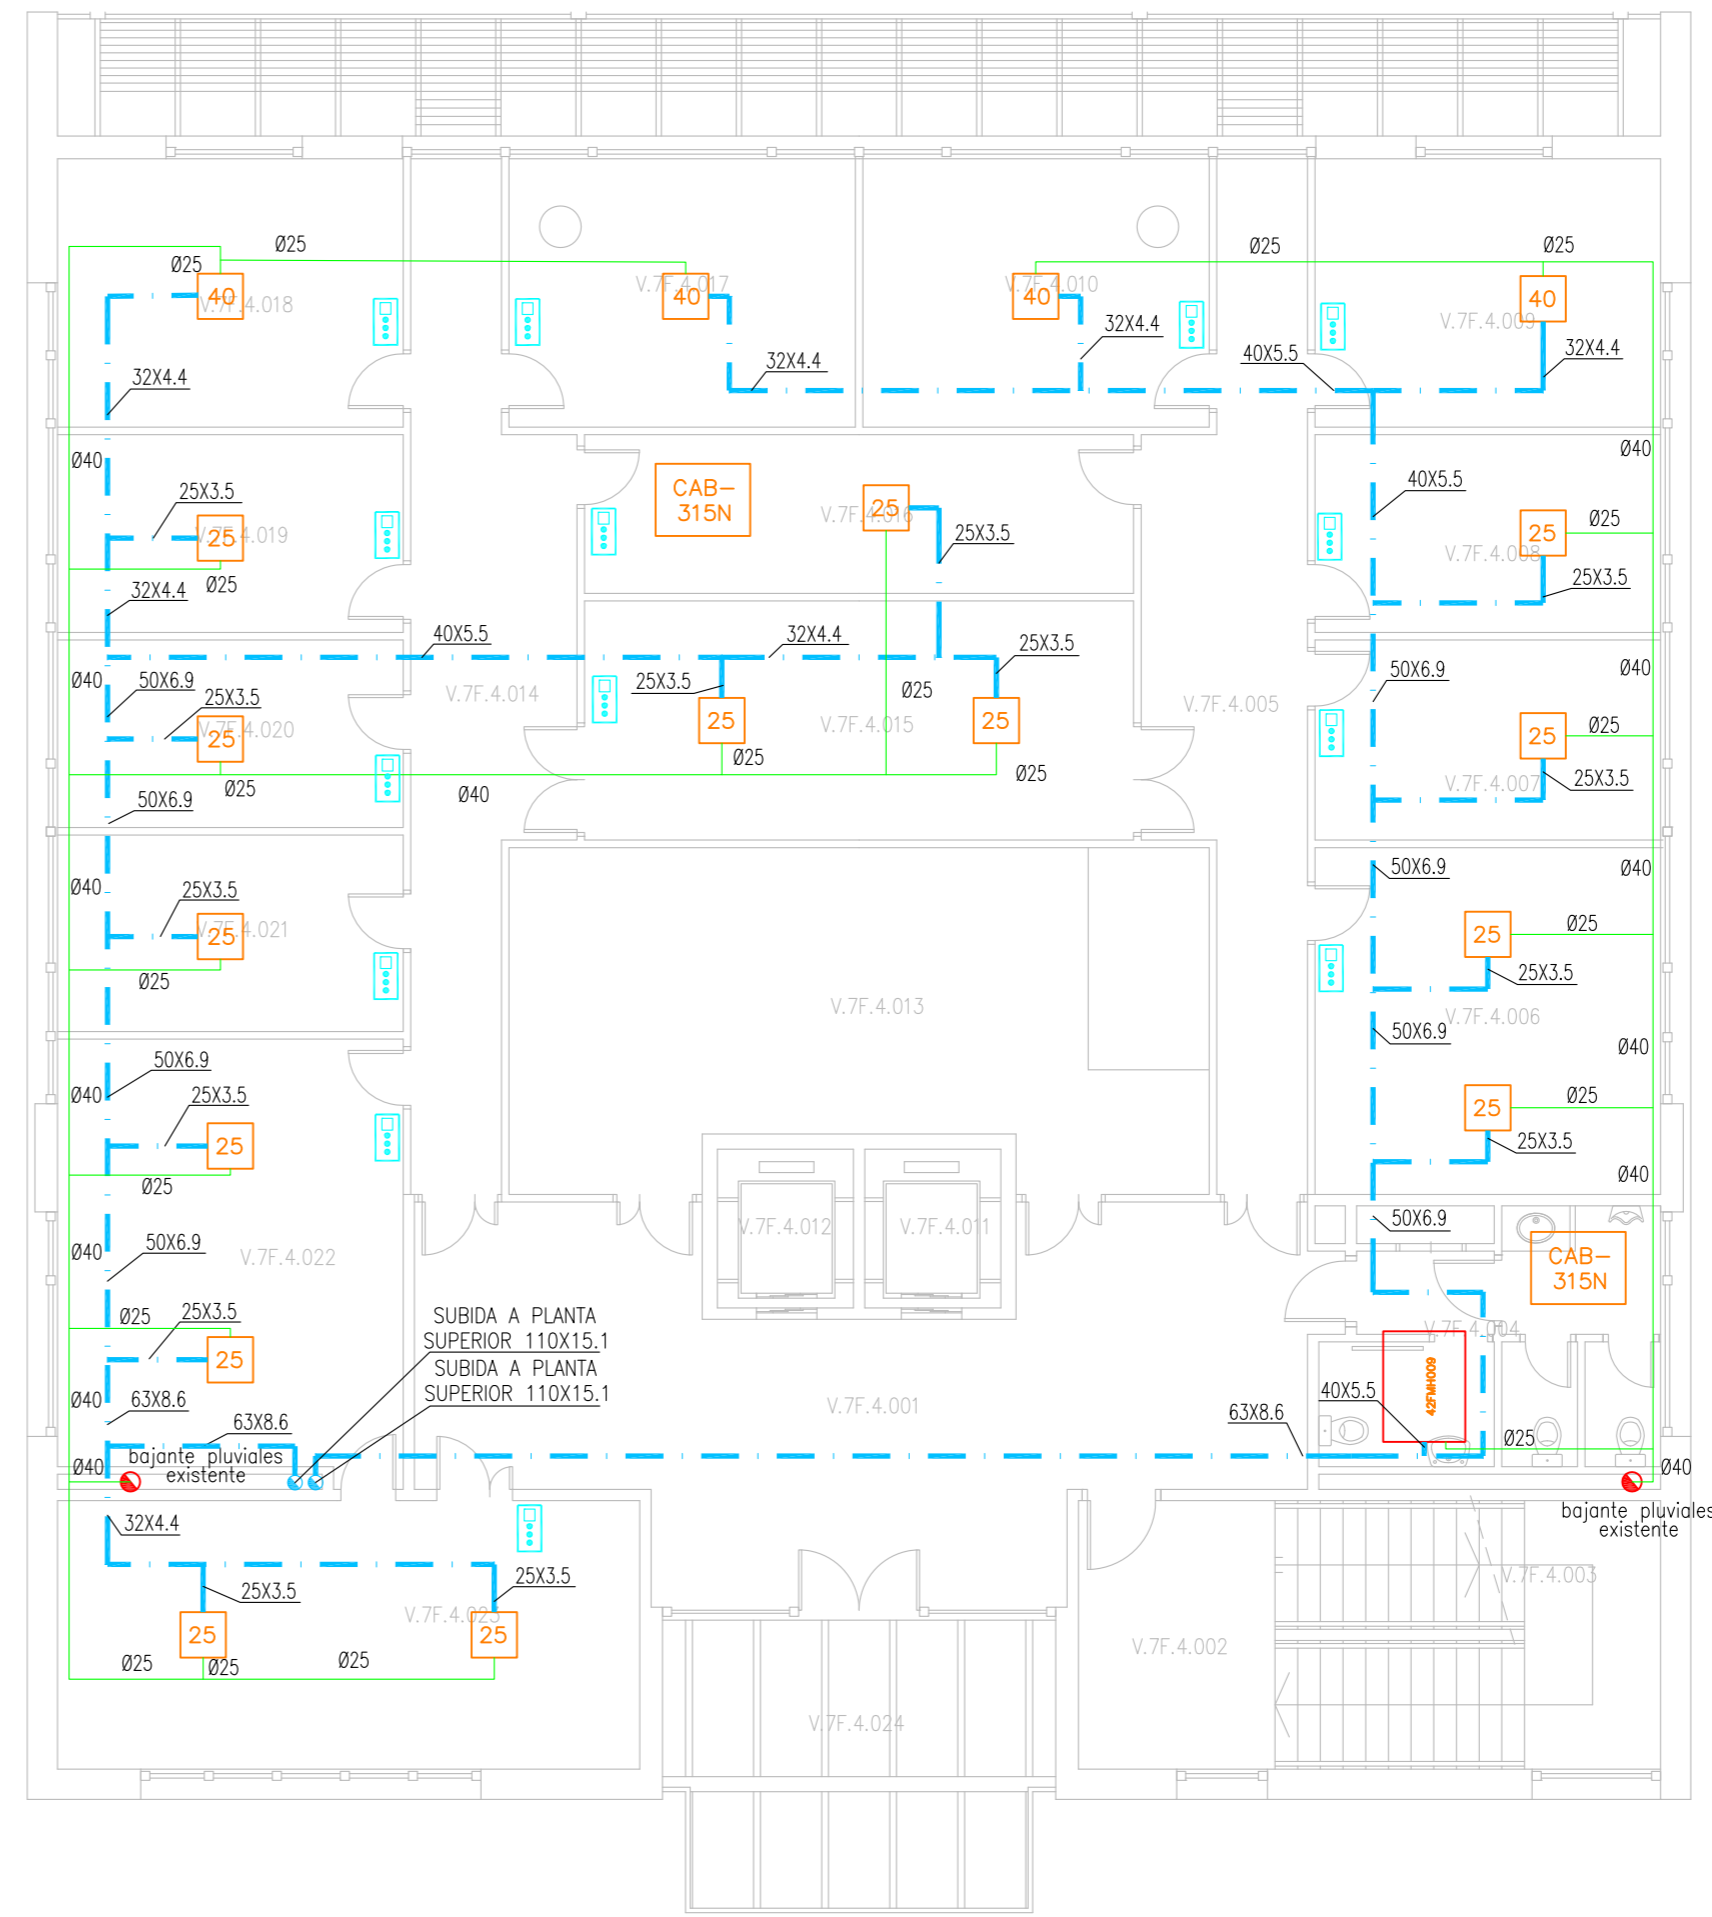 Ø25
Ø25
Ø25
Ø25
40
V.7F.4.018
40
V.7F.4.017
40
V.7F.4.010
40
V.7F.4.009
32X4.4
32X4.4
32X4.4
40X5.5
32X4.4
Ø40
Ø40
25X3.5
CAB-
315N
25
V.7F.4.016
40X5.5
25
V.7F.4.019
25X3.5
25
V.7F.4.008
Ø25
Ø25
25X3.5
32X4.4
40X5.5
32X4.4
25X3.5
Ø40
Ø40
50X6.9
25X3.5
V.7F.4.014
25X3.5
Ø25
V.7F.4.005
50X6.9
25
V.7F.4.020
25
V.7F.4.015
25
25
Ø25
Ø25
Ø40
Ø25
Ø25
V.7F.4.007
25X3.5
50X6.9
Ø40
25X3.5
50X6.9
Ø40
25
V.7F.4.021
25
Ø25
Ø25
25X3.5
V.7F.4.013
V.7F.4.006
50X6.9
Ø40
50X6.9
Ø40
25X3.5
25
Ø25
25
25X3.5
Ø25
Ø40
50X6.9
Ø40
50X6.9
V.7F.4.022
V.7F.4.012
V.7F.4.011
CAB-
315N
Ø25
25X3.5
SUBIDA A PLANTA
SUPERIOR 110X15.1
SUBIDA A PLANTA
SUPERIOR 110X15.1
V.7F.4.004
25
42FMH009
Ø40
63X8.6
63X8.6
V.7F.4.001
63X8.6
40X5.5
Ø25
bajante pluviales
existente
Ø40
Ø40
bajante pluviales
existente
32X4.4
25X3.5
25X3.5
V.7F.4.023
V.7F.4.003
25
25
V.7F.4.002
Ø25
Ø25
Ø25
V.7F.4.024